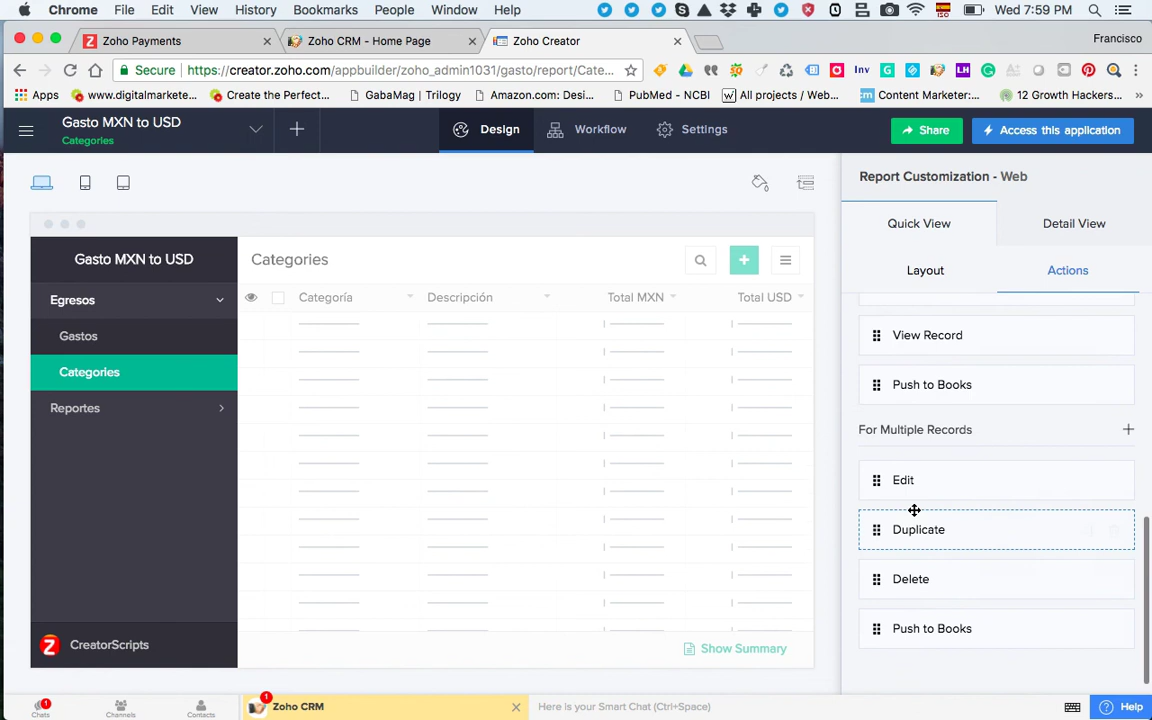 Chrome File Edit View History Bookmarks People Window Help Wed 7:59 PM
Zoho Payments Zoho CRM - Home Page Zoho Creator Francisco
Secure https://creator.zoho.com/appbuilder/zoho_admin1031/gasto/report/Cate... Inv LH
Apps www.digitalmarkete... Create the Perfect... GabaMag | Trilogy Amazon.com: Desi... PubMed - NCBI All projects / Web... Content Marketer:... 12 Growth Hackers...
Gasto MXN to USD
Categories
Design Workflow Settings Share Access this application
Report Customization - Web
Quick View Detail View
Layout Actions
Gasto MXN to USD
Egresos
Gastos
Categories
Reportes
CreatorScripts
Categories
Categoría Descripción Total MXN Total USD
Show Summary
View Record
Push to Books
For Multiple Records
Edit
Duplicate
Delete
Push to Books
1 Chats Channels Contacts 1 Zoho CRM Here is your Smart Chat (Ctrl+Space) Help